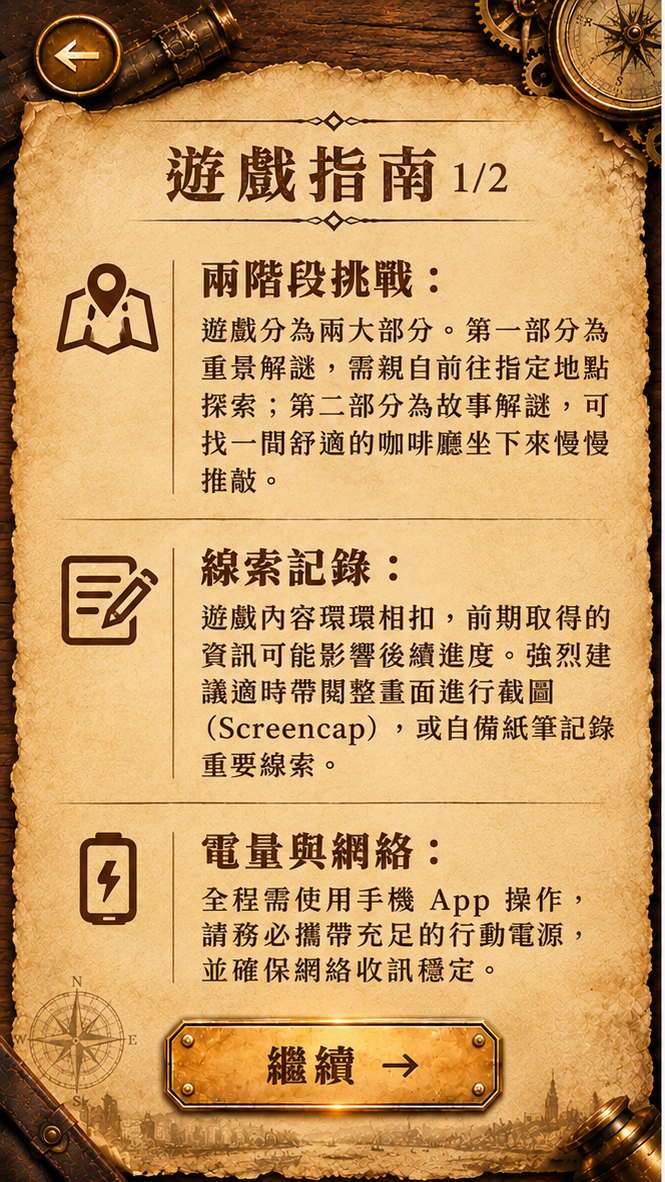 遊戲指南 1/2
兩階段挑戰：
遊戲分為兩大部分。第一部分為
重景解謎，需親自前往指定地點
探索；第二部分為故事解謎，可
找一間舒適的咖啡廳坐下來慢慢
推敲。
線索記錄：
遊戲內容環環相扣，前期取得的
資訊可能影響後續進度。強烈建
議適時帶閱整畫面進行截圖
（Screencap），或自備紙筆記錄
重要線索。
電量與網絡：
全程需使用手機 App 操作，
請務必攜帶充足的行動電源，
並確保網絡收訊穩定。
N
W
E
S
繼續 →